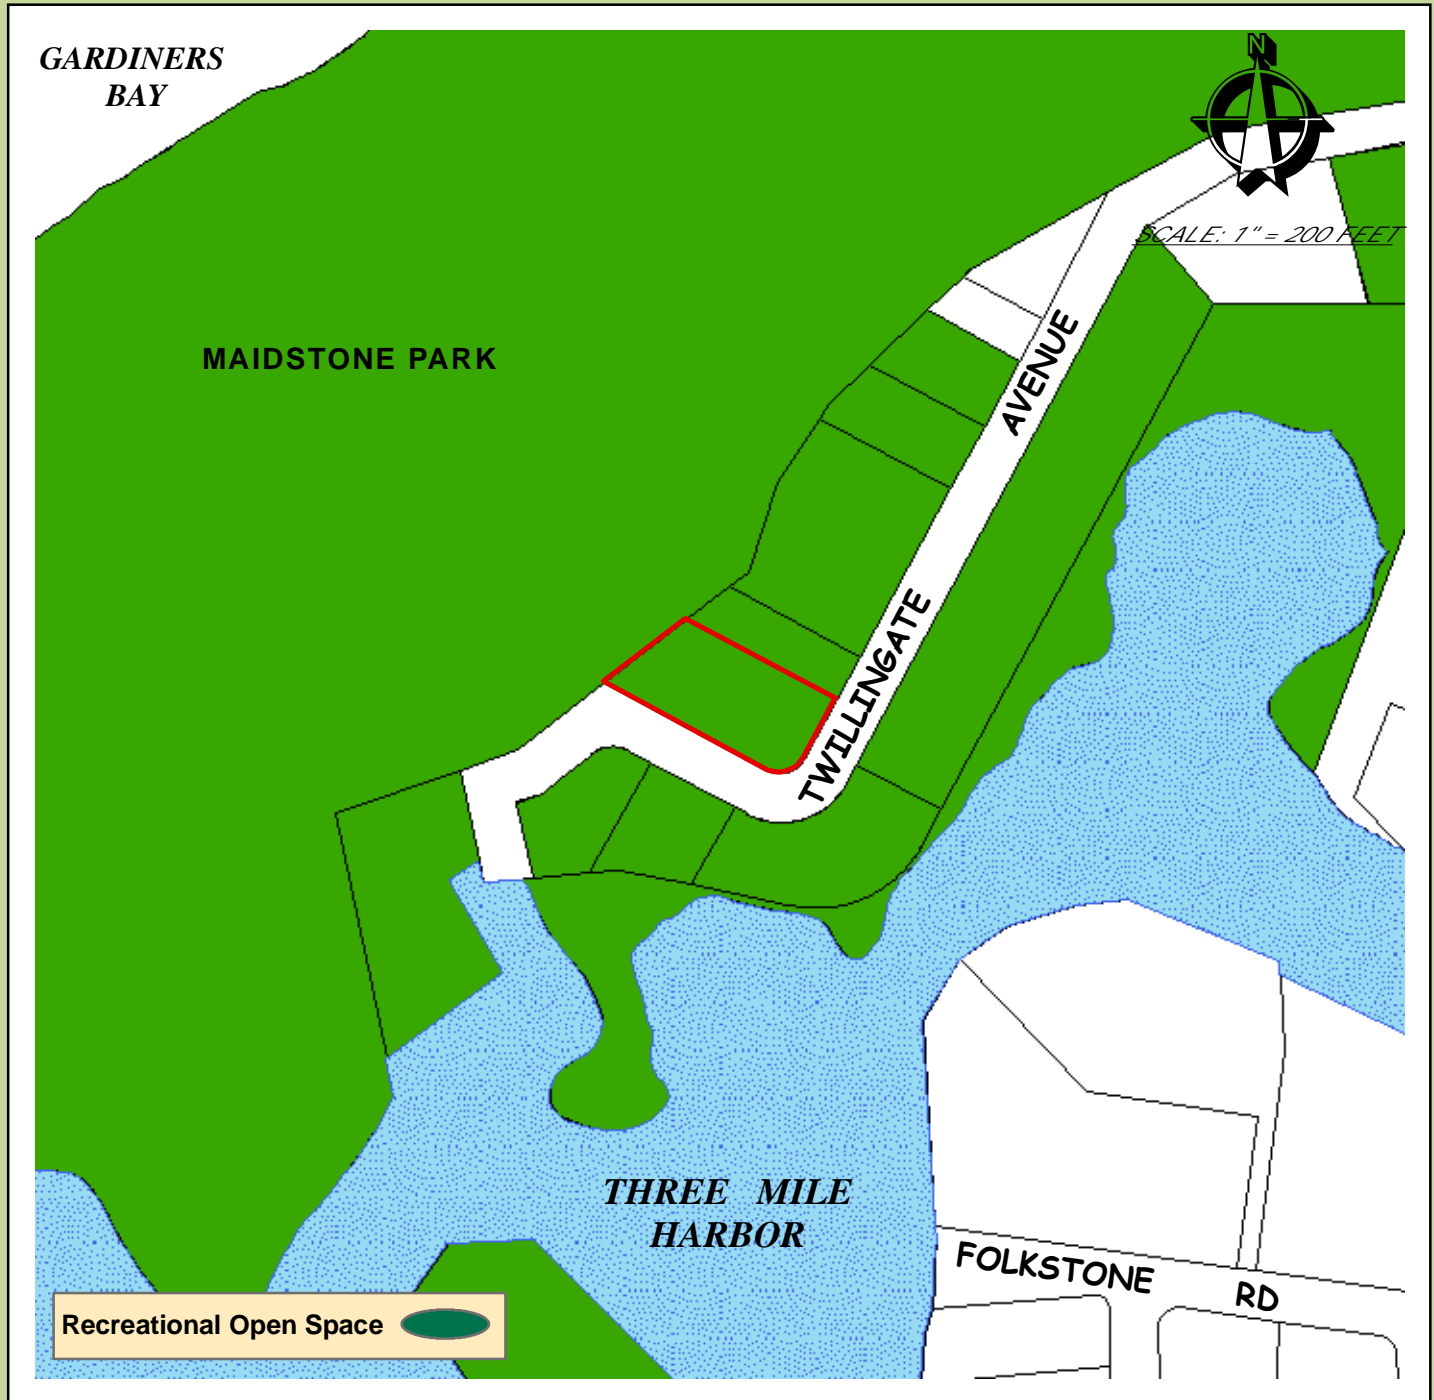 GARDINERS
BAY
N
SCALE: 1" = 200 FEET
MAIDSTONE PARK
TWILLINGATE AVENUE
THREE MILE
HARBOR
FOLKSTONE RD
Recreational Open Space